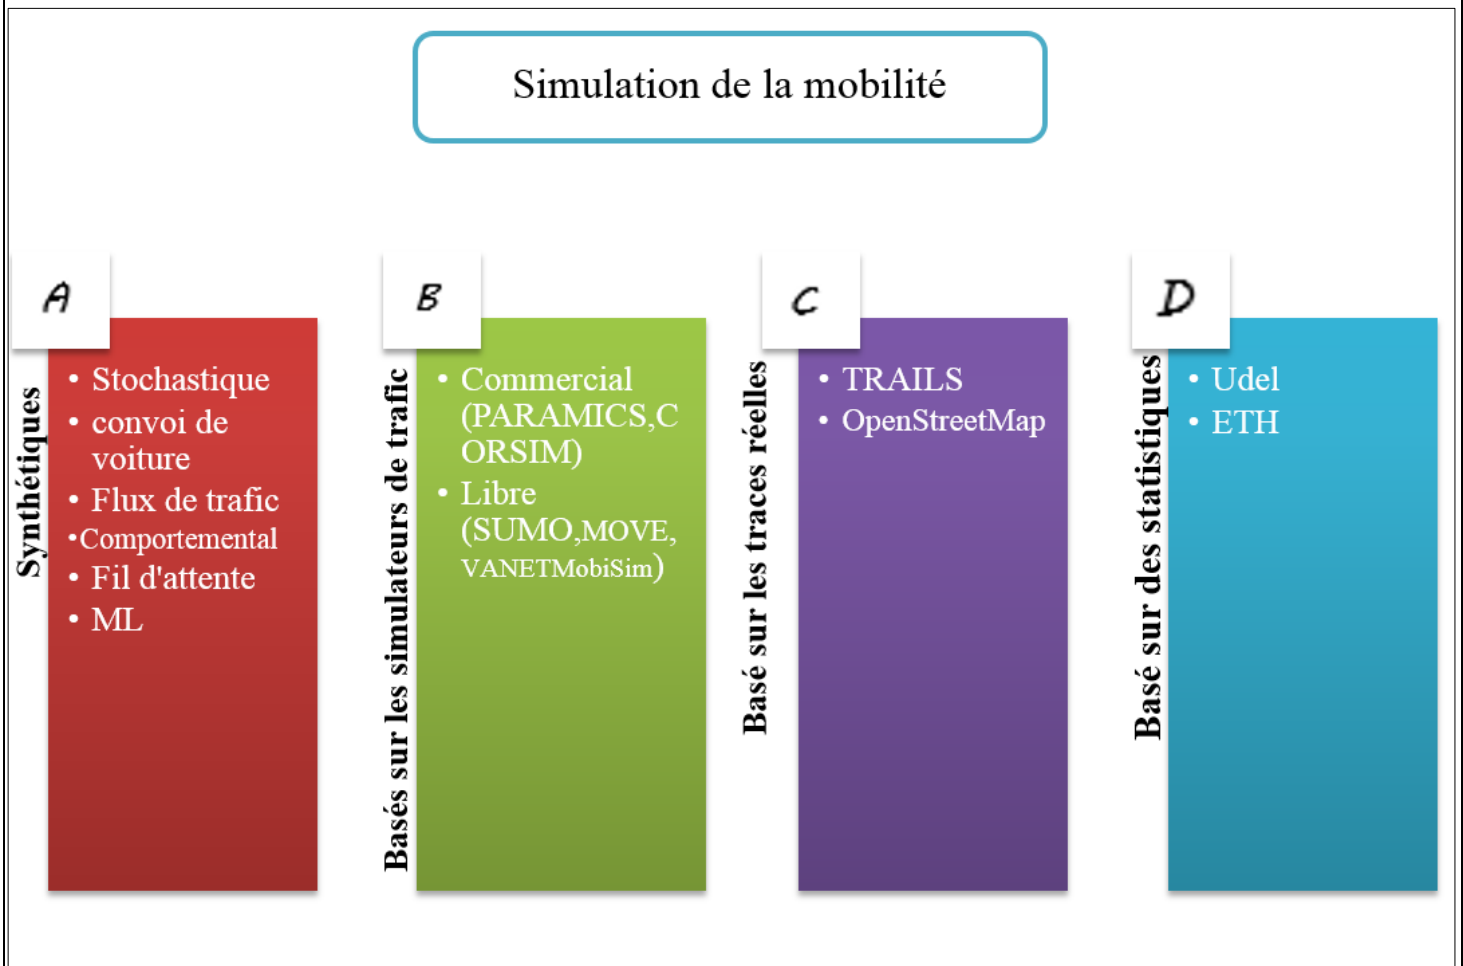 Simulation de la mobilité
A
Synthétiques
• Stochastique
• convoi de
voiture
• Flux de trafic
•Comportemental
• Fil d'attente
• ML
B
Basés sur les simulateurs de trafic
• Commercial
(PARAMICS,C
ORSIM)
• Libre
(SUMO,MOVE,
VANETMobiSim)
C
Basé sur les traces réelles
• TRAILS
• OpenStreetMap
D
Basé sur des statistiques
• Udel
• ETH